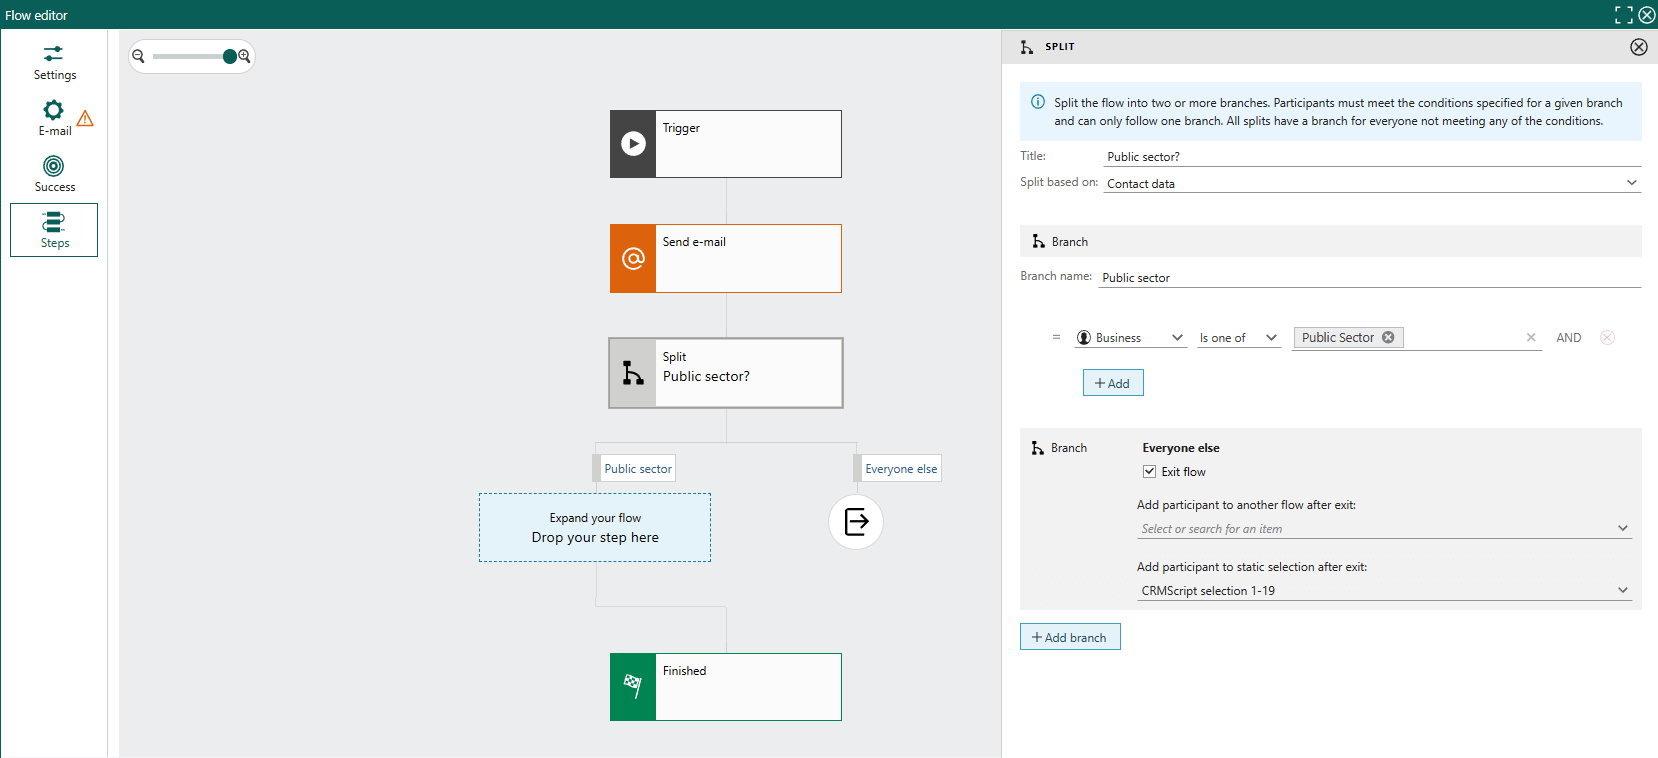 Flow editor
Settings
E-mail
Success
Steps
Trigger
Send e-mail
Split
Public sector?
Public sector
Everyone else
Expand your flow
Drop your step here
Finished
SPLIT
Split the flow into two or more branches. Participants must meet the conditions specified for a given branch
and can only follow one branch. All splits have a branch for everyone not meeting any of the conditions.
Title: Public sector?
Split based on: Contact data
Branch
Branch name: Public sector
= Business Is one of Public Sector AND
+ Add
Branch Everyone else
Exit flow
Add participant to another flow after exit:
Select or search for an item
Add participant to static selection after exit:
CRMScript selection 1-19
+ Add branch